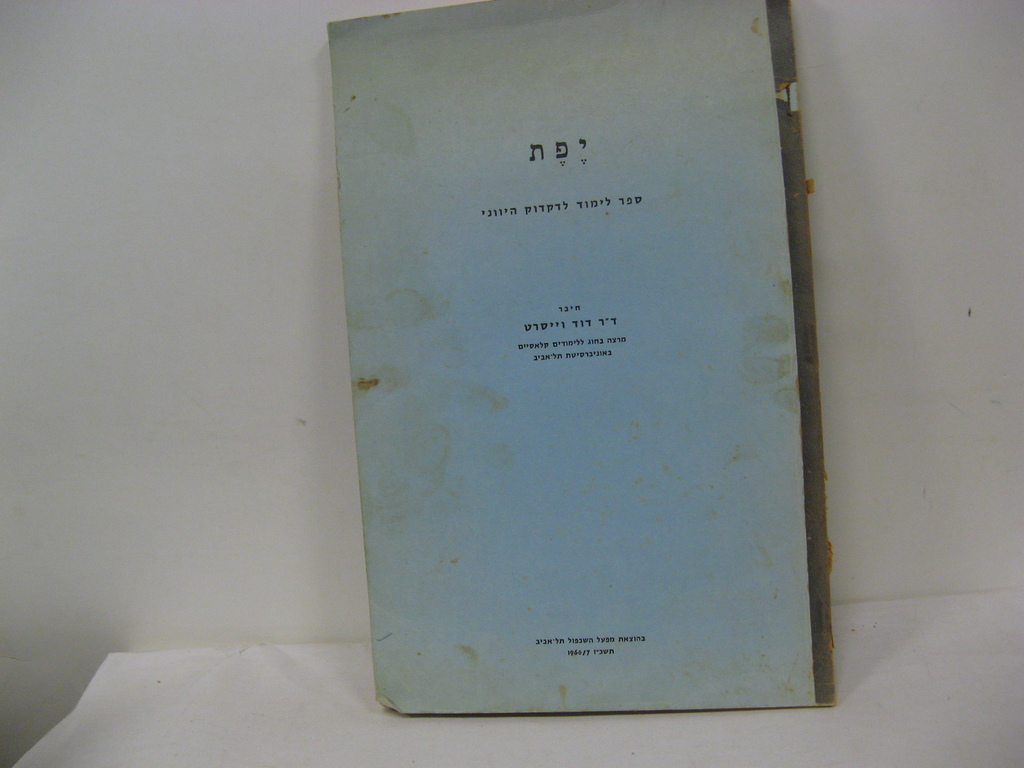 יֶפֶת
ספר לימוד לדקדוק היווני
חיבר
ד״ר דוד ווייסרט
מרצה בחוג ללימודים קלאסיים
באוניברסיטת תל־אביב
בהוצאת מפעל השכפול תל־אביב
תשכ״ז 1966/7